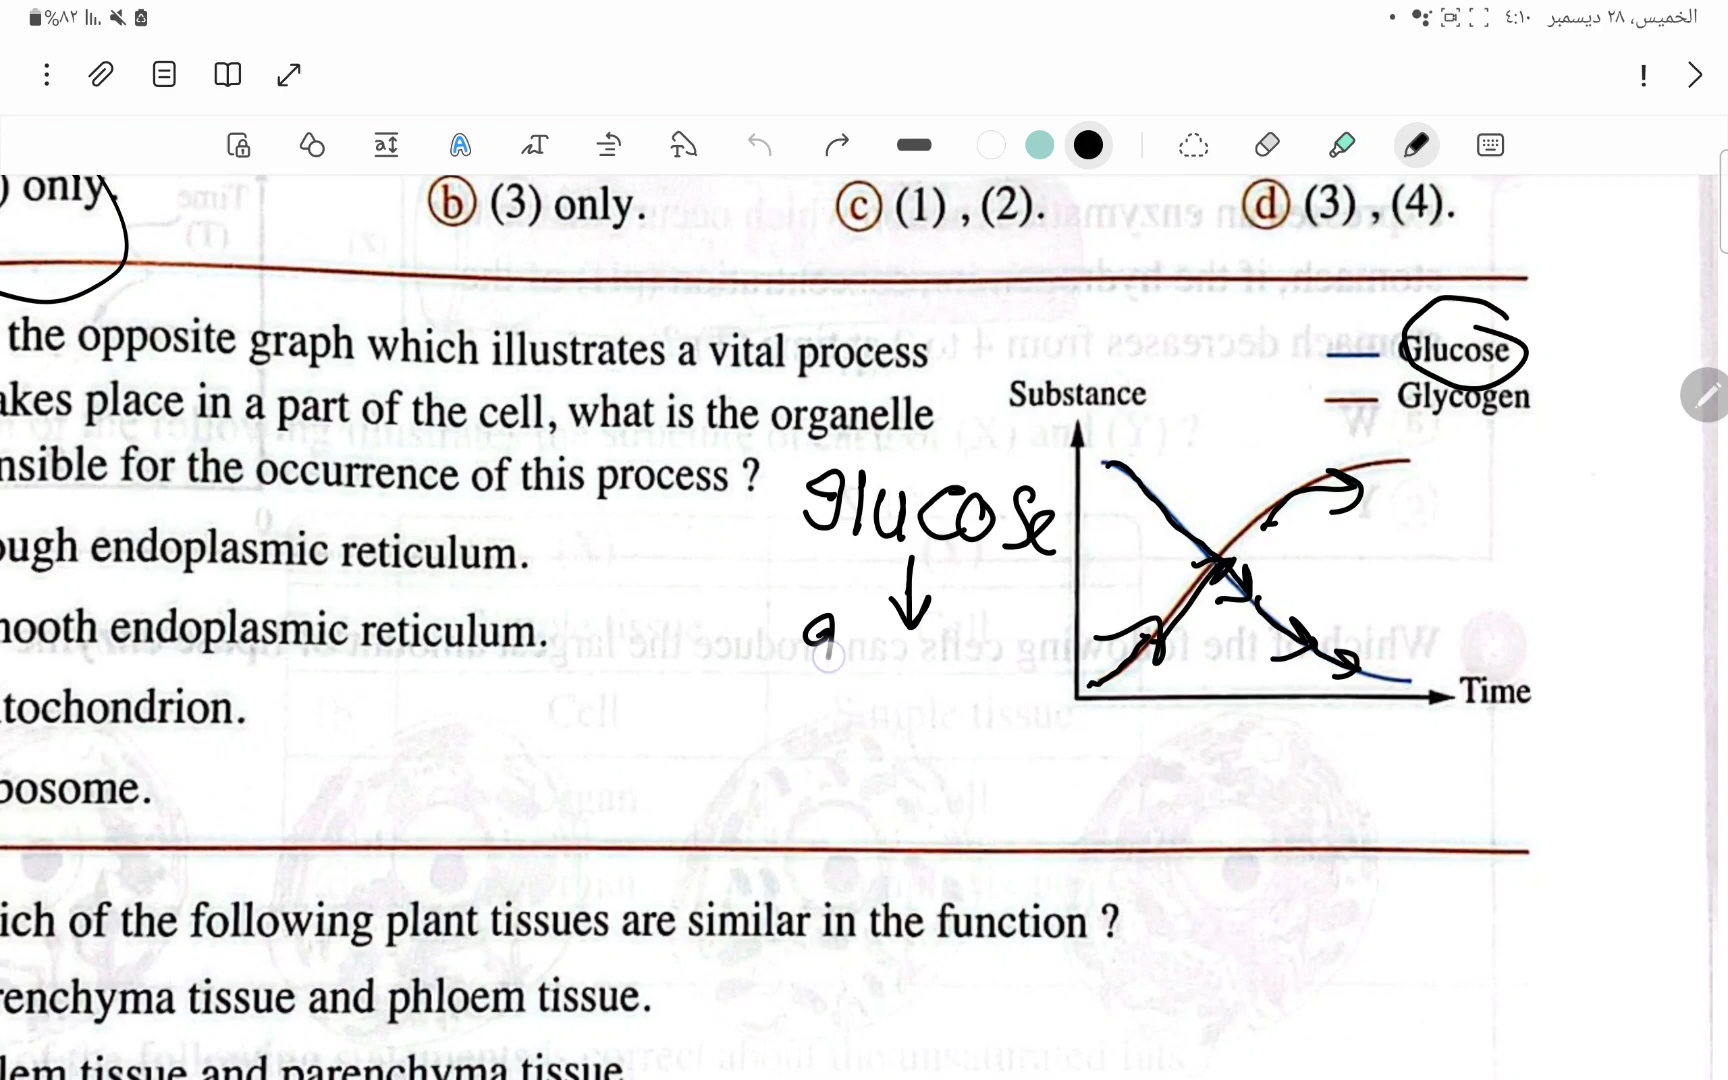 %٨٢
الخميس، ٢٨ ديسمبر ٤:١٠
) only.
b (3) only.
c (1) , (2).
d (3) , (4).
the opposite graph which illustrates a vital process
akes place in a part of the cell, what is the organelle
nsible for the occurrence of this process ?
ough endoplasmic reticulum.
nooth endoplasmic reticulum.
tochondrion.
bosome.
Glucose
Glycogen
Substance
Time
glucose
g
ich of the following plant tissues are similar in the function ?
renchyma tissue and phloem tissue.
lem tissue and parenchyma tissue.